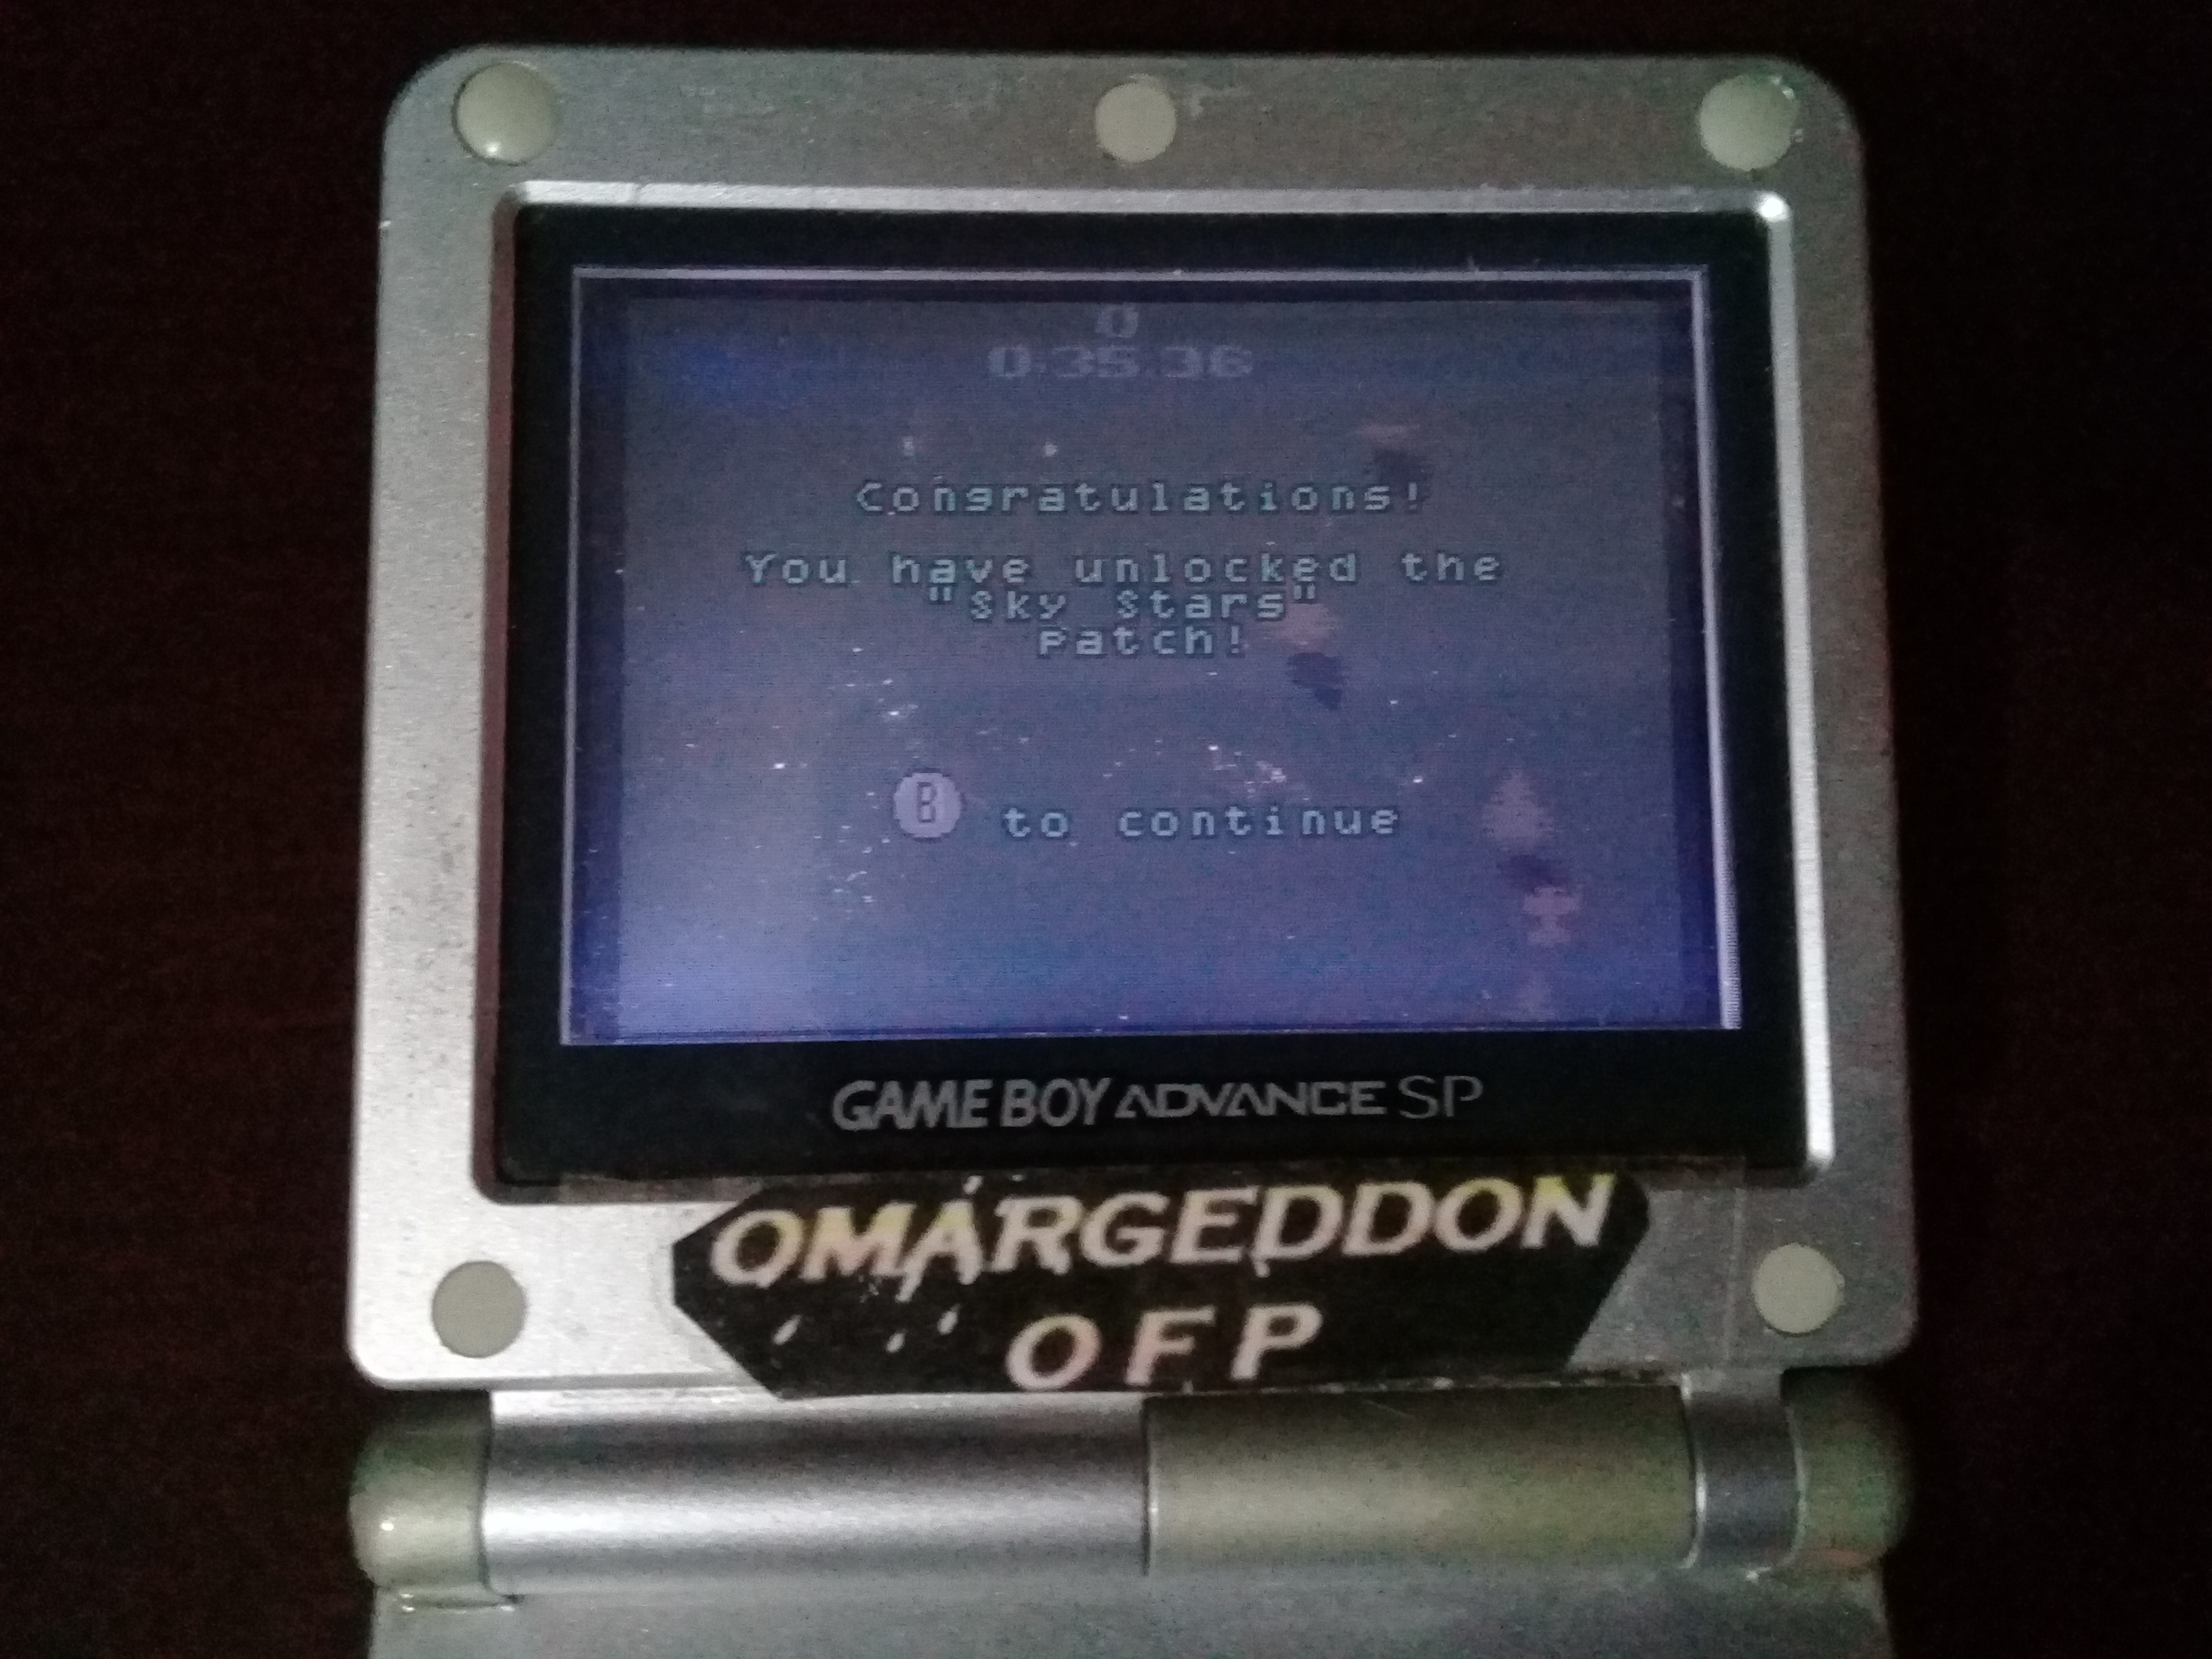 0
0:35.36
Congratulations!
You have unlocked the
"Sky Stars"
Patch!
B to continue
GAME BOY ADVANCE SP
OMARGEDDON
OFP